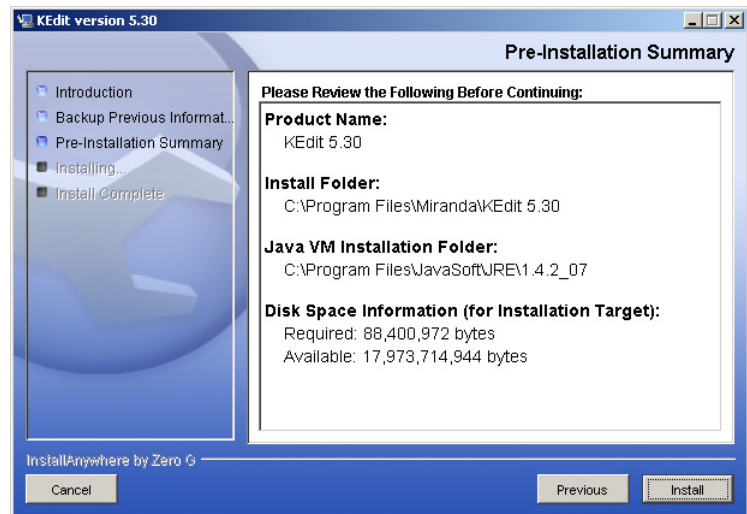 KEdit version 5.30
Pre-Installation Summary
Introduction
Backup Previous Informat...
Pre-Installation Summary
Installing...
Install Complete
Please Review the Following Before Continuing:
Product Name:
KEdit 5.30
Install Folder:
C:\Program Files\Miranda\KEdit 5.30
Java VM Installation Folder:
C:\Program Files\JavaSoft\JRE\1.4.2_07
Disk Space Information (for Installation Target):
Required: 88,400,972 bytes
Available: 17,973,714,944 bytes
InstallAnywhere by Zero G
Cancel
Previous
Install